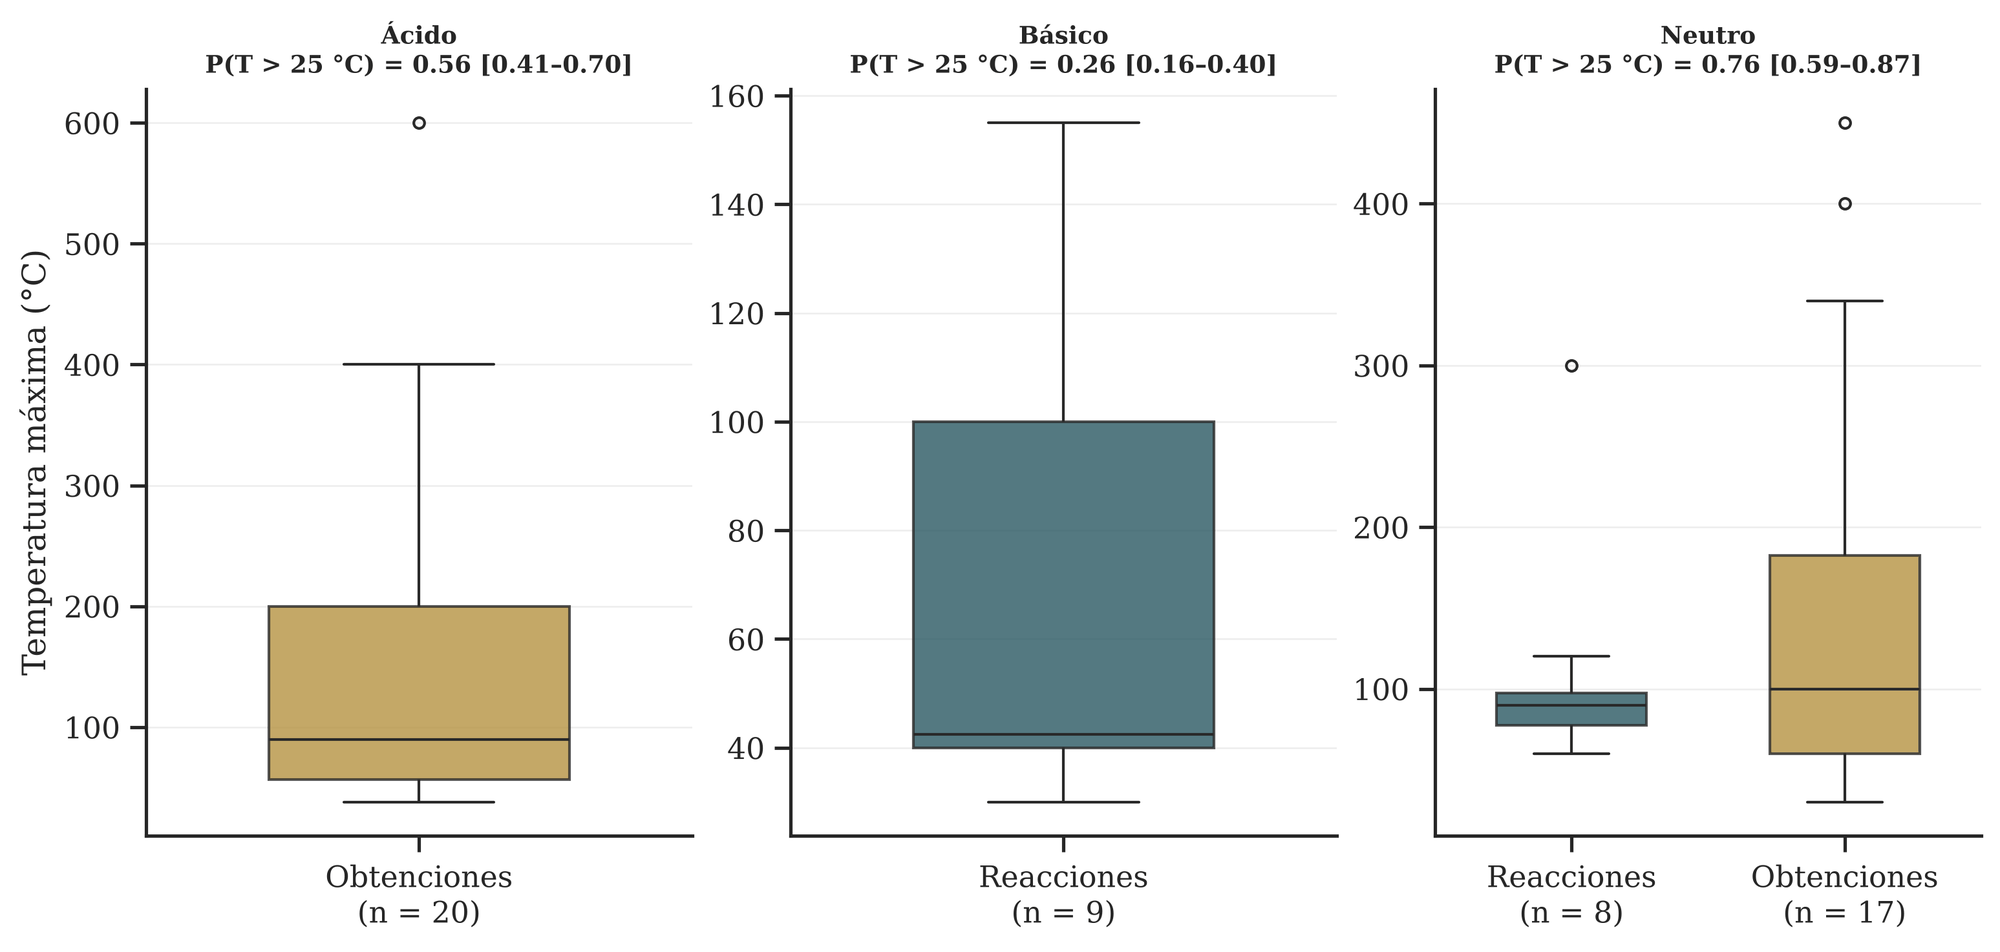 Ácido
P(T > 25 °C) = 0.56 [0.41–0.70]
Básico
P(T > 25 °C) = 0.26 [0.16–0.40]
Neutro
P(T > 25 °C) = 0.76 [0.59–0.87]
Temperatura máxima (°C)
600
500
400
300
200
100
Obtenciones
(n = 20)
160
140
120
100
80
60
40
Reacciones
(n = 9)
400
300
200
100
Reacciones
(n = 8)
Obtenciones
(n = 17)